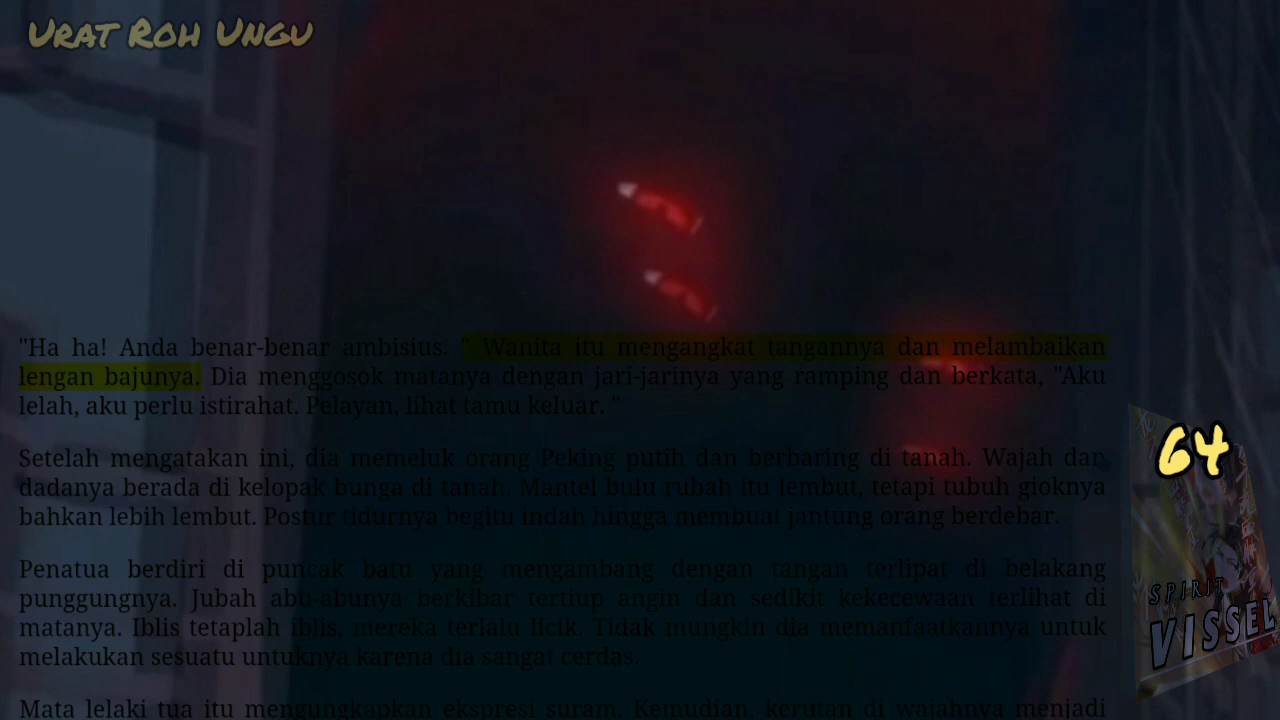 Urat Roh Ungu
"Ha ha! Anda benar-benar ambisius. " Wanita itu mengangkat tangannya dan melambaikan
lengan bajunya. Dia menggosok matanya dengan jari-jarinya yang ramping dan berkata, "Aku
lelah, aku perlu istirahat. Pelayan, lihat tamu keluar. "
Setelah mengatakan ini, dia memeluk orang Peking putih dan berbaring di tanah. Wajah dan
dadanya berada di kelopak bunga di tanah. Mantel bulu rubah itu lembut, tetapi tubuh gioknya
bahkan lebih lembut. Postur tidurnya begitu indah hingga membuat jantung orang berdebar.
Penatua berdiri di puncak batu yang mengambang dengan tangan terlipat di belakang
punggungnya. Jubah abu-abunya berkibar tertiup angin dan sedikit kekecewaan terlihat di
matanya. Iblis tetaplah iblis, mereka terlalu licik. Tidak mungkin dia memanfaatkannya untuk
melakukan sesuatu untuknya karena dia sangat cerdas.
Mata lelaki tua itu mengungkapkan ekspresi suram. Kemudian, kerutan di wajahnya menjadi
64
SPIRIT
VISSEL